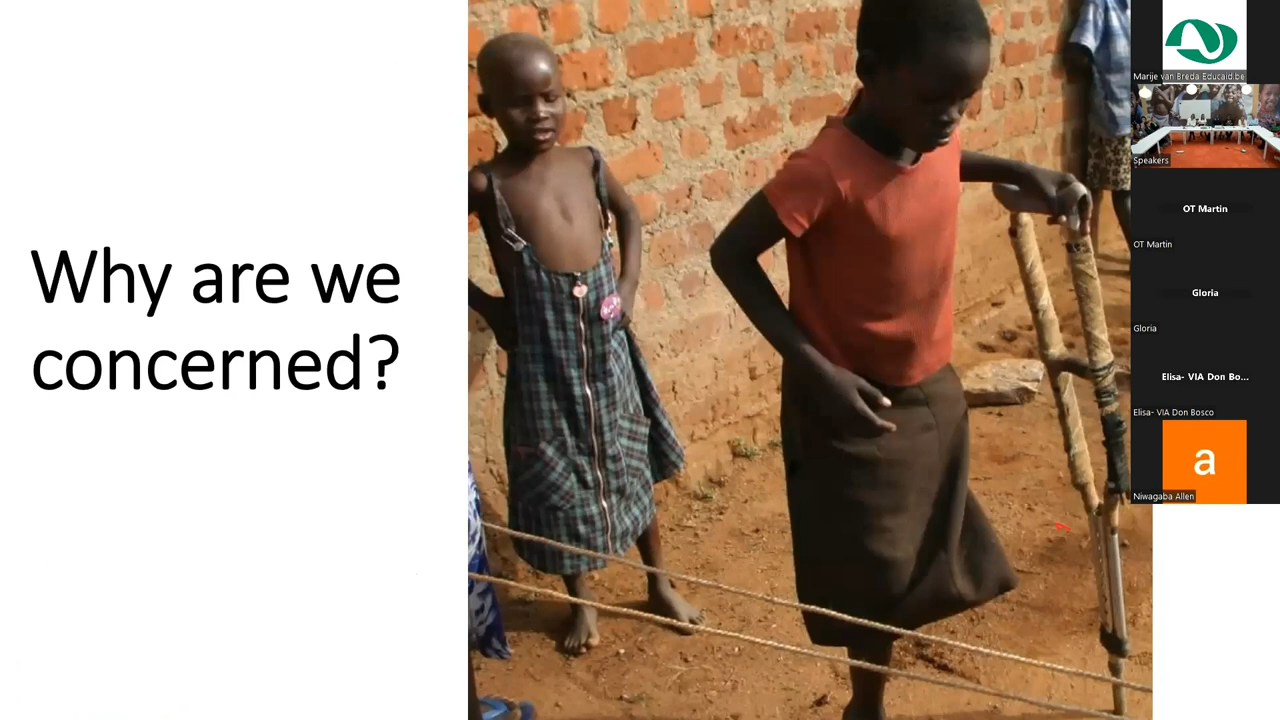 Why are we
concerned?
Marije van Breda Educaid.be
Speakers
OT Martin
OT Martin
Gloria
Gloria
Elisa- VIA Don Bo...
Elisa- VIA Don Bosco
a
Niwagaba Allen